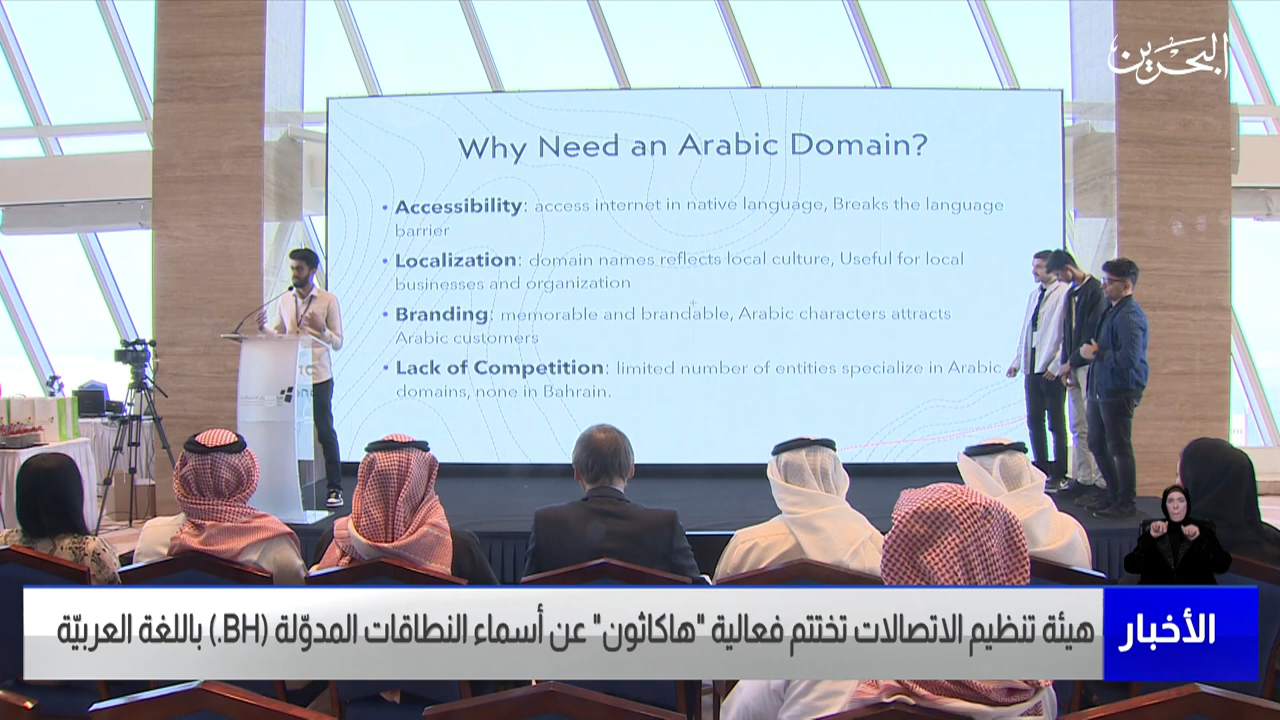 البحرين
Why Need an Arabic Domain?
• Accessibility: access internet in native language, Breaks the language
barrier
• Localization: domain names reflects local culture, Useful for local
businesses and organization
• Branding: memorable and brandable, Arabic characters attracts
Arabic customers
• Lack of Competition: limited number of entities specialize in Arabic
domains, none in Bahrain.
الأخبار
هيئة تنظيم الاتصالات تختتم فعالية "هاكاثون" عن أسماء النطاقات المدوّلة (BH.) باللغة العربيّة